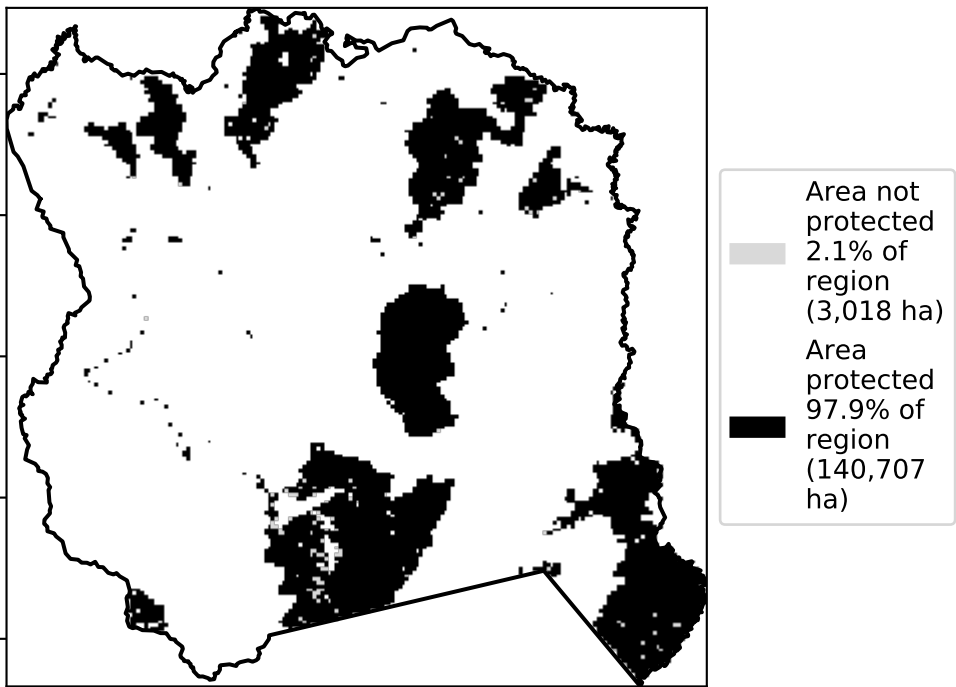 Area not
protected
2.1% of
region
(3,018 ha)
Area
protected
97.9% of
region
(140,707
ha)